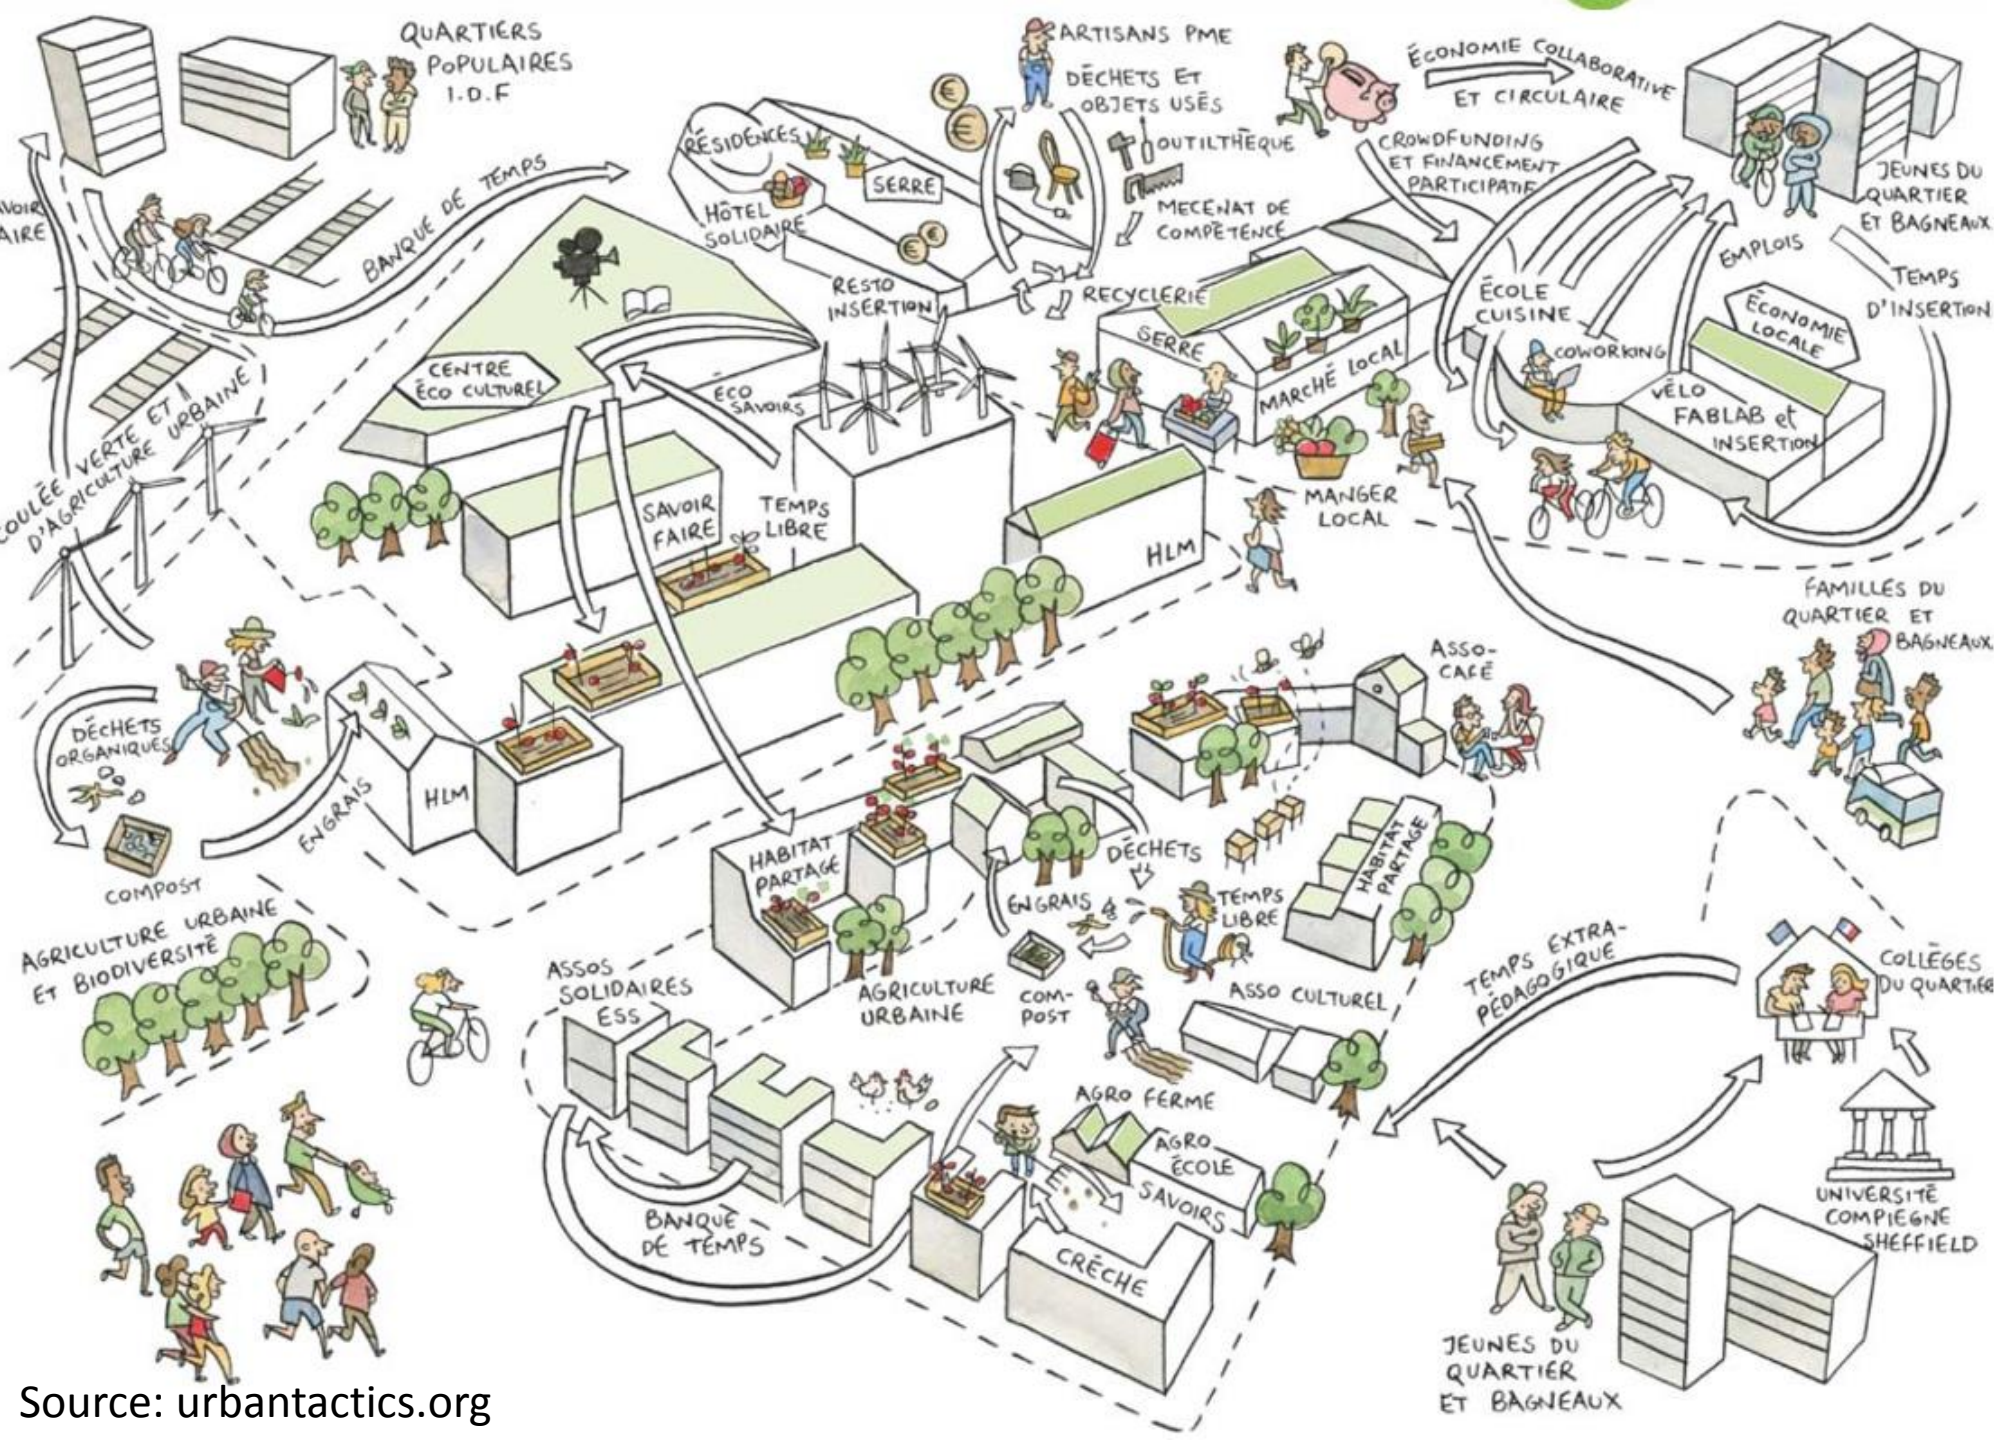 QUARTIERS
POPULAIRES
I.D.F
ARTISANS PME
DÉCHETS ET
OBJETS USÉS
OUTILTHÈQUE
MECENAT DE
COMPÉTENCE
ÉCONOMIE COLLABORATIVE
ET CIRCULAIRE
CROWDFUNDING
ET FINANCEMENT
PARTICIPATIF
JEUNES DU
QUARTIER
ET BAGNEAUX
EMPLOIS
TEMPS
D'INSERTION
BANQUE DE TEMPS
RÉSIDENCES
SERRE
HÔTEL
SOLIDAIRE
RESTO
INSERTION
RECYCLERIE
SERRE
MARCHÉ LOCAL
ÉCOLE
CUISINE
COWORKING
ÉCONOMIE
LOCALE
VÉLO
FABLAB et
INSERTION
CENTRE
ÉCO CULTUREL
ÉCO
SAVOIRS
COULÉE VERTE ET
D'AGRICULTURE URBAINE
SAVOIR
FAIRE
TEMPS
LIBRE
HLM
MANGER
LOCAL
FAMILLES DU
QUARTIER ET
BAGNEAUX
ASSO-
CAFÉ
DÉCHETS
ORGANIQUES
ENGRAIS
HLM
COMPOST
AGRICULTURE URBAINE
ET BIODIVERSITÉ
HABITAT
PARTAGE
DÉCHETS
ENGRAIS
TEMPS
LIBRE
HABITAT
PARTAGE
COM-
POST
AGRICULTURE
URBAINE
ASSOS
SOLIDAIRES
ESS
ASSO CULTUREL
TEMPS EXTRA-
PÉDAGOGIQUE
COLLÈGES
DU QUARTIER
AGRO FERME
AGRO
ÉCOLE
SAVOIRS
BANQUE
DE TEMPS
CRÈCHE
UNIVERSITÉ
COMPIEGNE
SHEFFIELD
JEUNES DU
QUARTIER
ET BAGNEAUX
Source: urbantactics.org